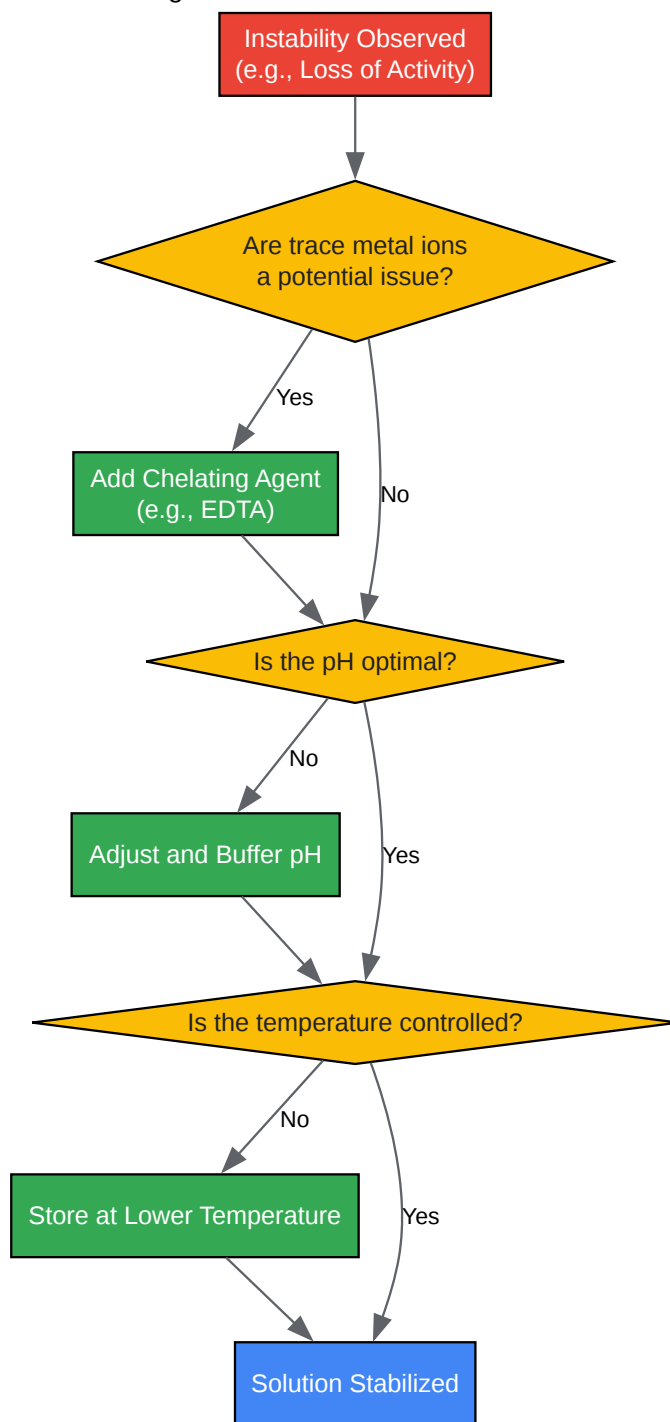 Instability Observed
(e.g., Loss of Activity)
Are trace metal ions
a potential issue?
Yes
Add Chelating Agent
(e.g., EDTA)
No
Is the pH optimal?
No
Adjust and Buffer pH
Yes
Is the temperature controlled?
No
Store at Lower Temperature
Yes
Solution Stabilized